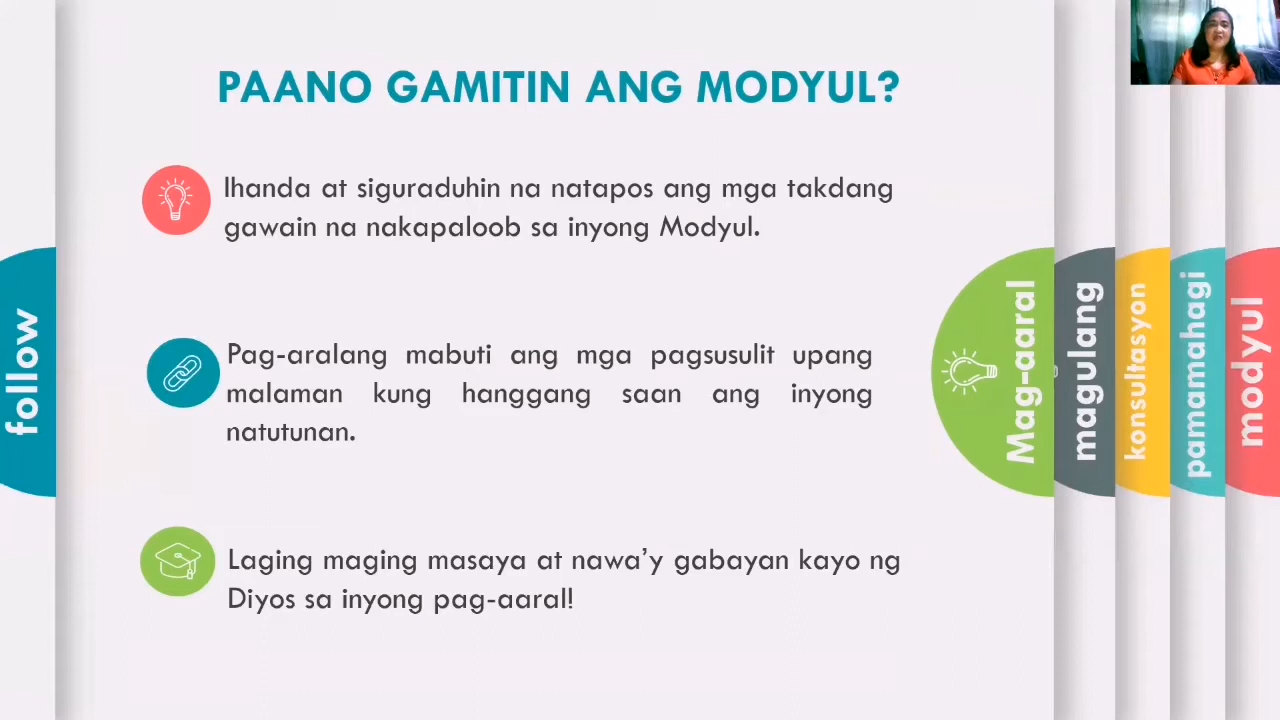 PAANO GAMITIN ANG MODYUL?
Ihanda at siguraduhin na natapos ang mga takdang
gawain na nakapaloob sa inyong Modyul.
Pag-aralang mabuti ang mga pagsusulit upang
malaman kung hanggang saan ang inyong
natutunan.
Laging maging masaya at nawa'y gabayan kayo ng
Diyos sa inyong pag-aaral!
follow
Mag-aaral
magulang
konsultasyon
pamamahagi
modyul